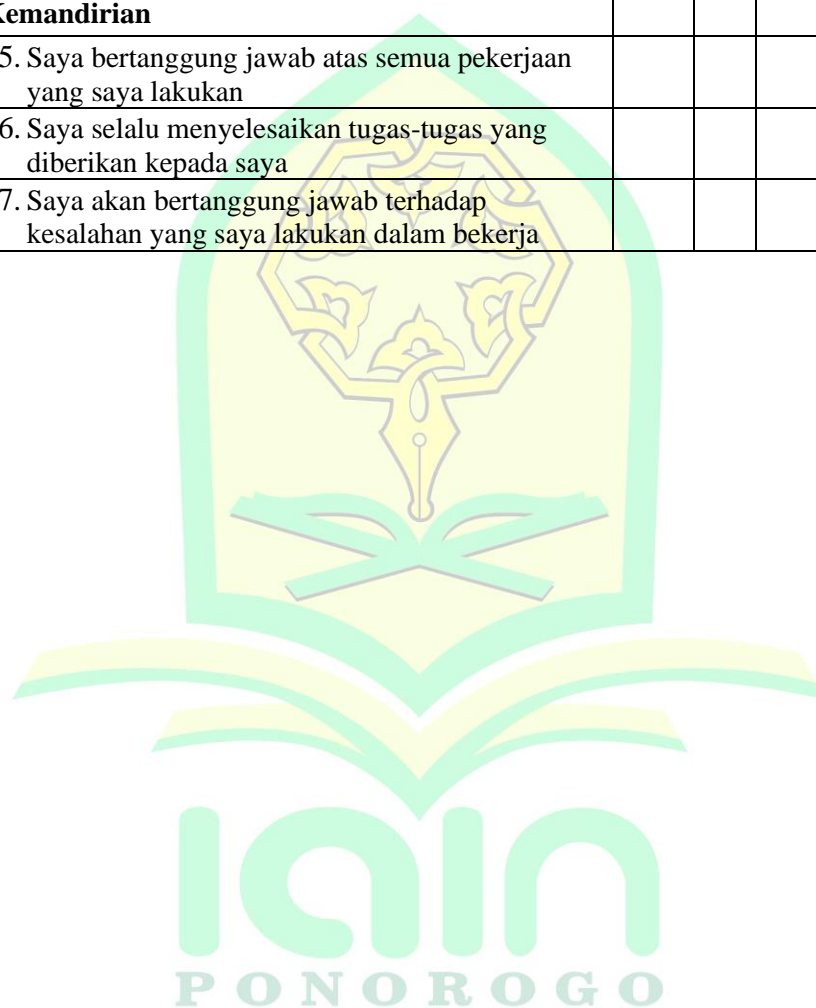 Kemandirian
5. Saya bertanggung jawab atas semua pekerjaan
yang saya lakukan
6. Saya selalu menyelesaikan tugas-tugas yang
diberikan kepada saya
7. Saya akan bertanggung jawab terhadap
kesalahan yang saya lakukan dalam bekerja
iain
PONOROGO